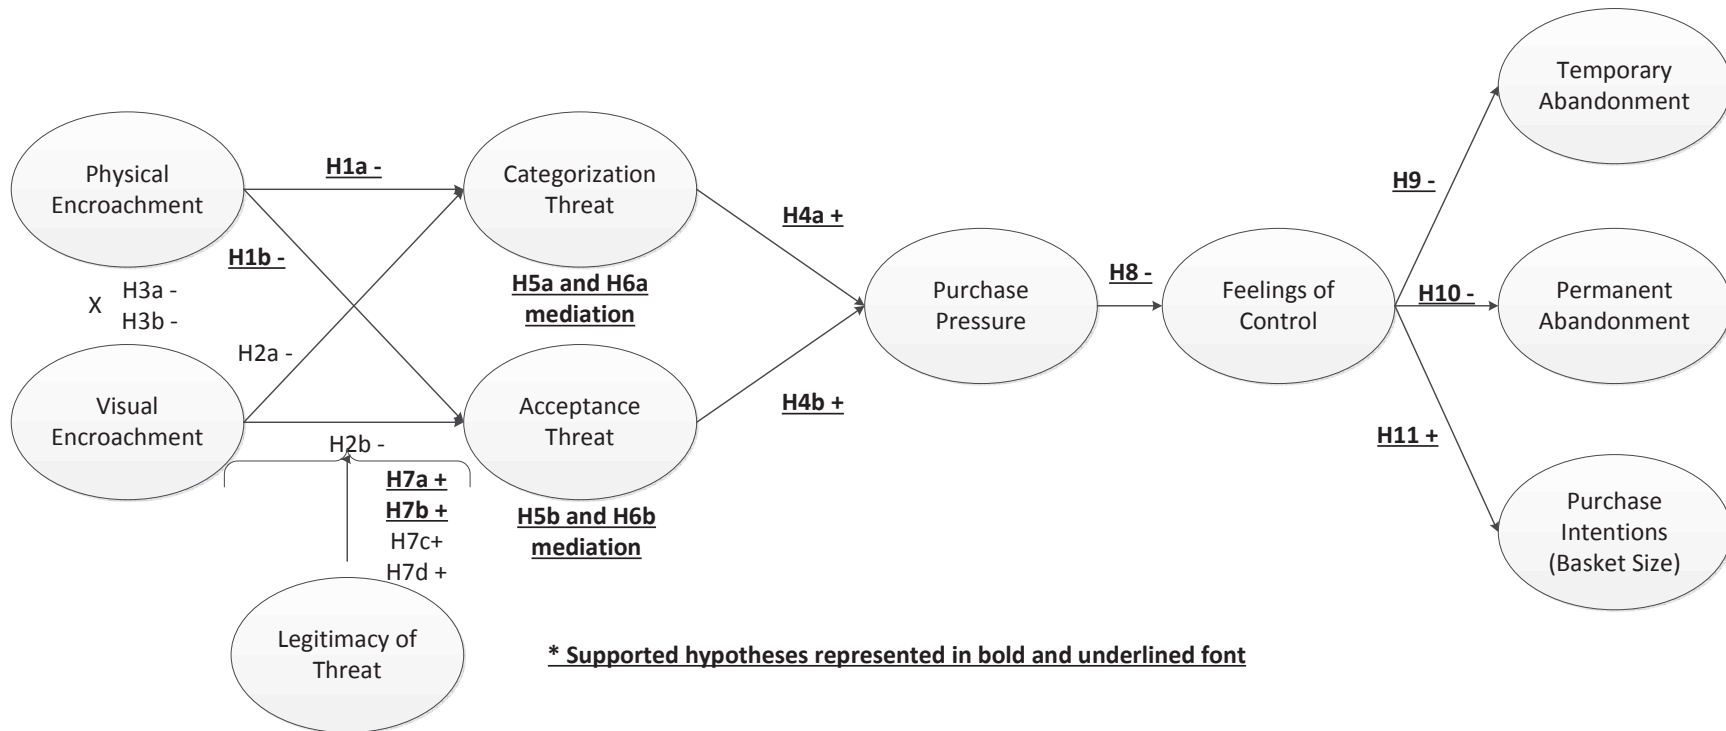 Temporary
Abandonment
Physical
Encroachment
H1a -
Categorization
Threat
H9 -
H4a +
H1b -
H5a and H6a
mediation
X
H3a -
H3b -
Purchase
Pressure
H8 -
Feelings of
Control
H10 -
Permanent
Abandonment
H2a -
Visual
Encroachment
Acceptance
Threat
H4b +
H2b -
H11 +
H7a +
H7b +
H7c+
H7d +
H5b and H6b
mediation
Purchase
Intentions
(Basket Size)
Legitimacy of
Threat
* Supported hypotheses represented in bold and underlined font